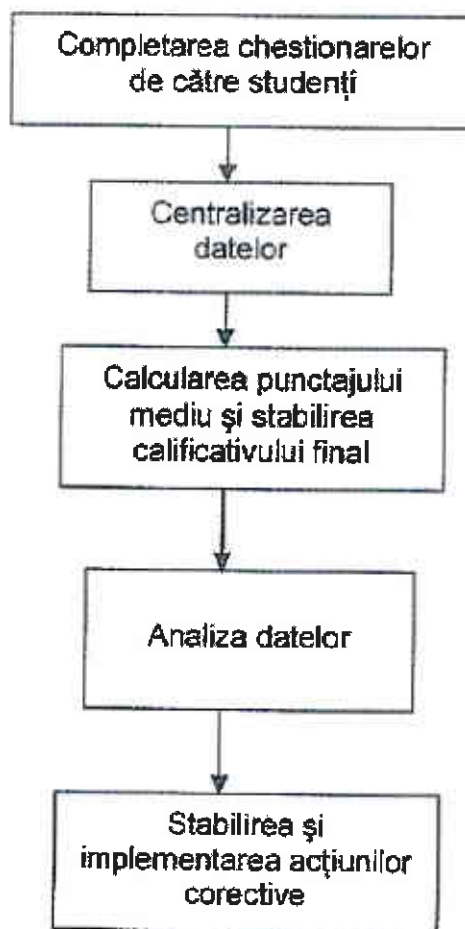 Completarea chestionarelor
de către studenți
Centralizarea
datelor
Calcularea punctajului
mediu şi stabilirea
calificativului final
Analiza datelor
Stabilirea şi
implementarea acţiunilor
corective